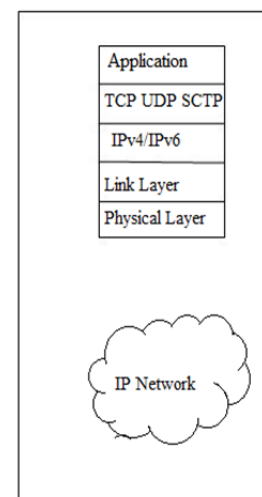 Application
TCP UDP SCTP
IPv4/IPv6
Link Layer
Physical Layer
IP Network